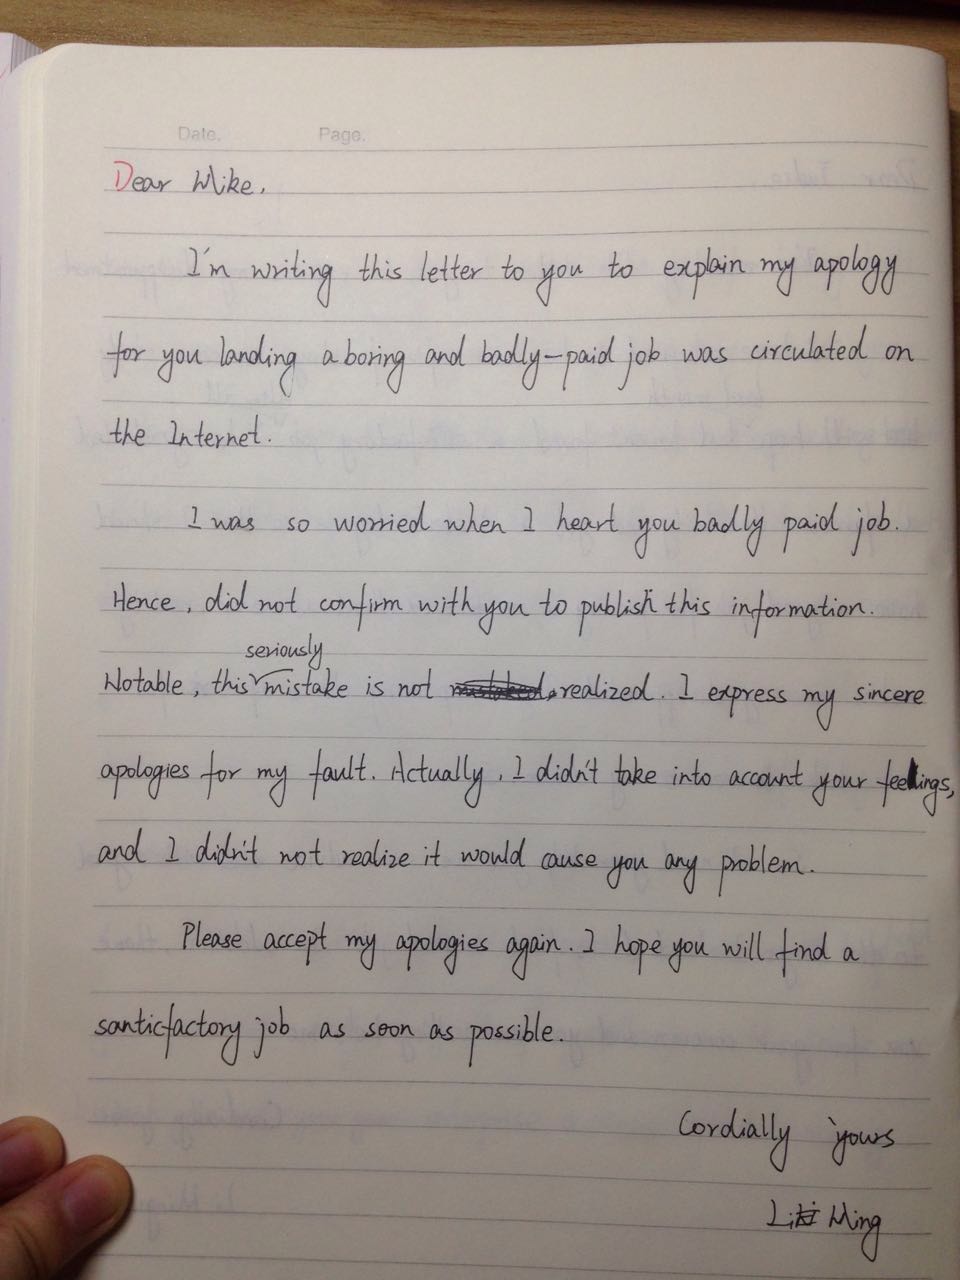 Date. Page.
Dear Mike,
I'm writing this letter to you to explain my apology
for you landing a boring and badly-paid job was circulated on
the Internet.
I was so worried when I heart you badly paid job.
Hence, did not confirm with you to publish this information.
seriously
Notable, this mistake is not realized. I express my sincere
apologies for my fault. Actually, I didn't take into account your feelings,
and I didn't not realize it would cause you any problem.
Please accept my apologies again. I hope you will find a
santicfactory job as soon as possible.
Cordially yours
Li Ming